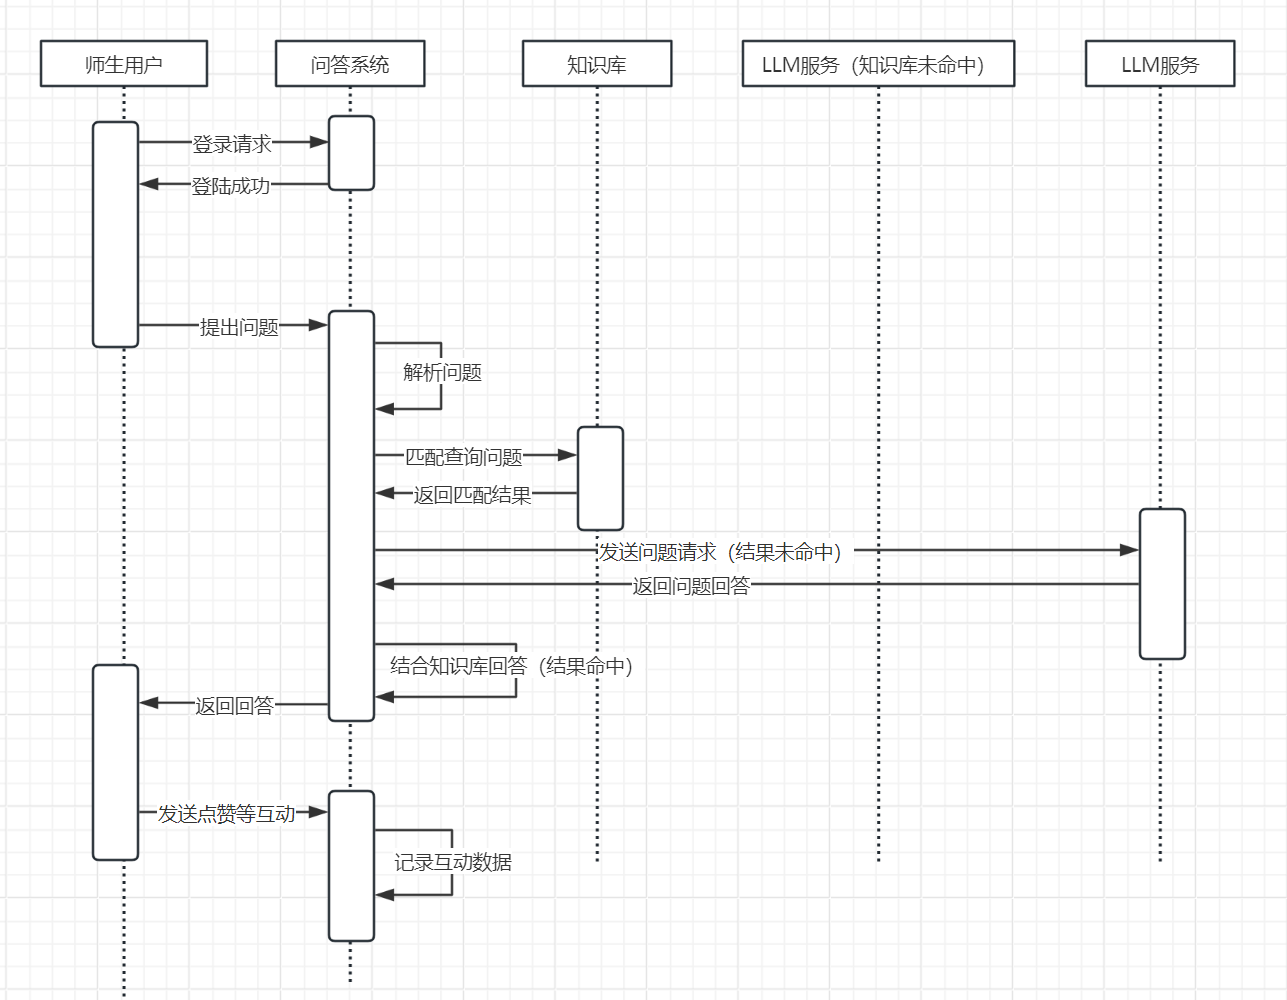 师生用户
问答系统
知识库
LLM服务（知识库未命中）
LLM服务
登录请求
登陆成功
提出问题
解析问题
匹配查询问题
返回匹配结果
发送问题请求（结果未命中）
返回问题回答
结合知识库回答（结果命中）
返回回答
发送点赞等互动
记录互动数据